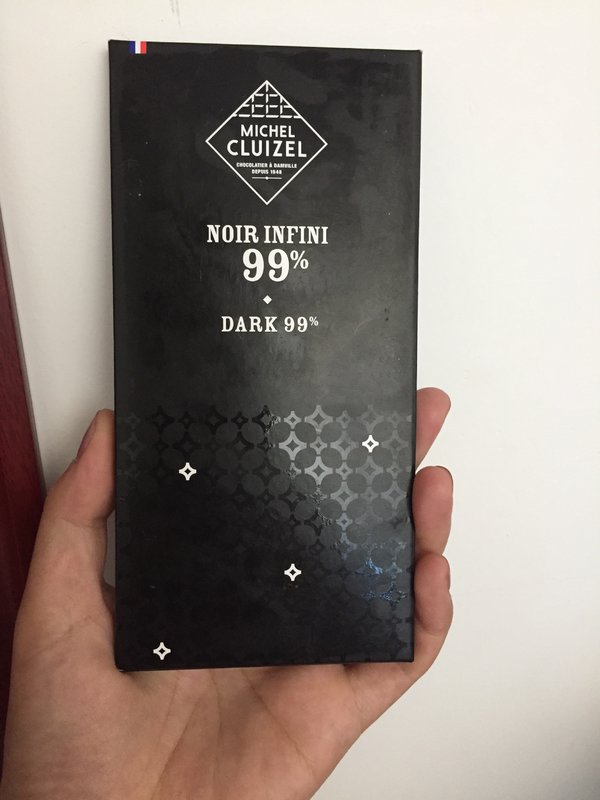 MICHEL
CLUIZEL
CHOCOLATIER À DAMVILLE
DEPUIS 1948
NOIR INFINI
99%
DARK 99%